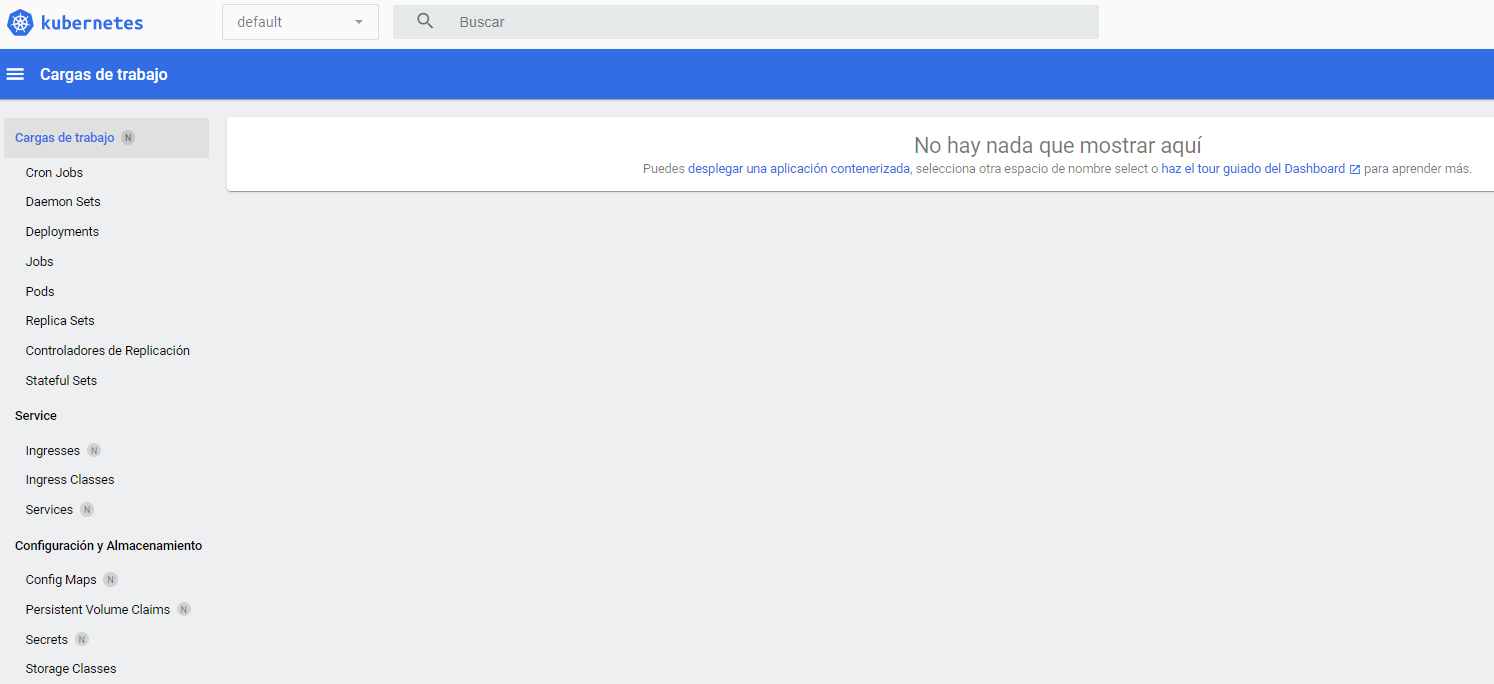 kubernetes
default
Buscar
Cargas de trabajo
Cargas de trabajo N
Cron Jobs
Daemon Sets
Deployments
Jobs
Pods
Replica Sets
Controladores de Replicación
Stateful Sets
Service
Ingresses N
Ingress Classes
Services N
Configuración y Almacenamiento
Config Maps N
Persistent Volume Claims N
Secrets N
Storage Classes
No hay nada que mostrar aquí
Puedes desplegar una aplicación contenerizada, selecciona otra espacio de nombre select o haz el tour guiado del Dashboard para aprender más.